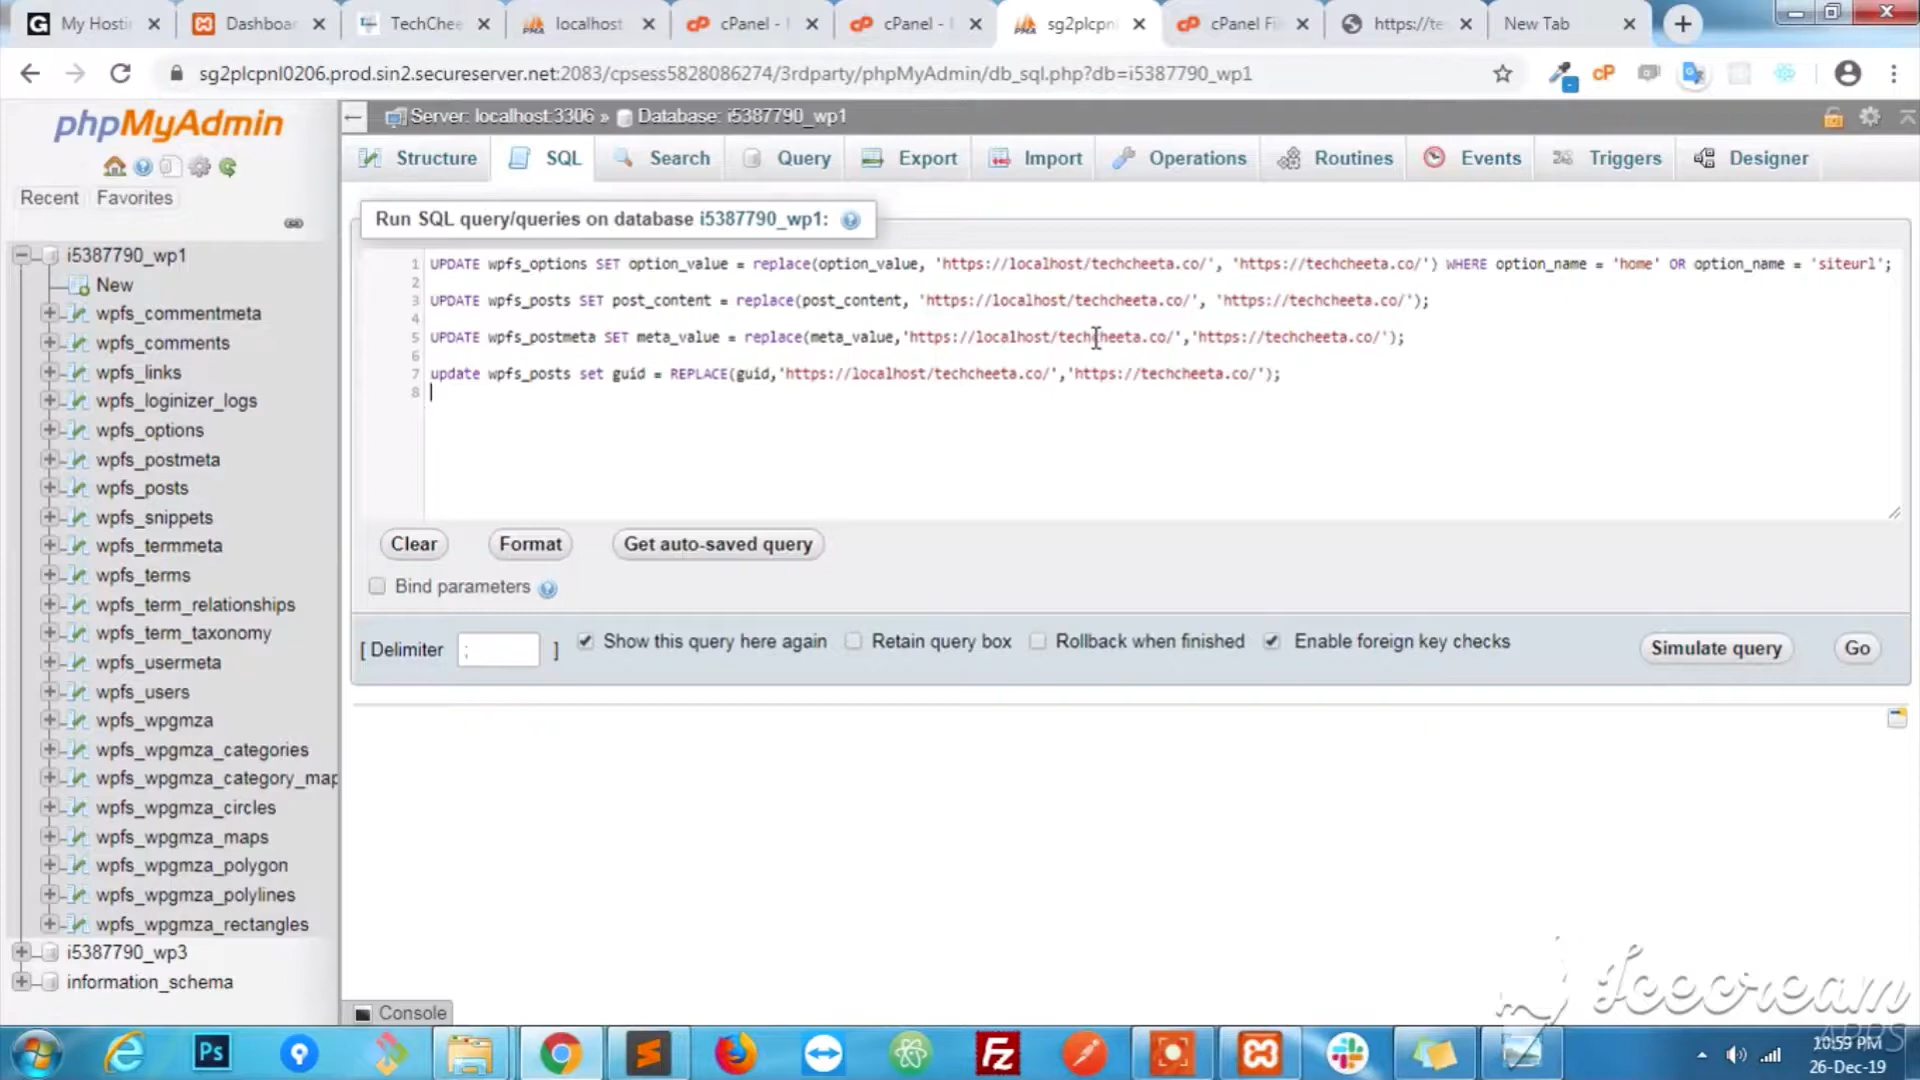 My Hosti
Dashboar
TechChee
localhost
cPanel -
cPanel -
sg2plcpnl
cPanel Fi
https://te
New Tab
sg2plcpnl0206.prod.sin2.secureserver.net:2083/cpsess5828086274/3rdparty/phpMyAdmin/db_sql.php?db=i5387790_wp1
phpMyAdmin
Recent Favorites
i5387790_wp1
New
wpfs_commentmeta
wpfs_comments
wpfs_links
wpfs_loginizer_logs
wpfs_options
wpfs_postmeta
wpfs_posts
wpfs_snippets
wpfs_termmeta
wpfs_terms
wpfs_term_relationships
wpfs_term_taxonomy
wpfs_usermeta
wpfs_users
wpfs_wpgmza
wpfs_wpgmza_categories
wpfs_wpgmza_category_map
wpfs_wpgmza_circles
wpfs_wpgmza_maps
wpfs_wpgmza_polygon
wpfs_wpgmza_polylines
wpfs_wpgmza_rectangles
i5387790_wp3
information_schema
Server: localhost:3306 » Database: i5387790_wp1
Structure SQL Search Query Export Import Operations Routines Events Triggers Designer
Run SQL query/queries on database i5387790_wp1:
1 UPDATE wpfs_options SET option_value = replace(option_value, 'https://localhost/techcheeta.co/', 'https://techcheeta.co/') WHERE option_name = 'home' OR option_name = 'siteurl';
2
3 UPDATE wpfs_posts SET post_content = replace(post_content, 'https://localhost/techcheeta.co/', 'https://techcheeta.co/');
4
5 UPDATE wpfs_postmeta SET meta_value = replace(meta_value,'https://localhost/techcheeta.co/','https://techcheeta.co/');
6
7 update wpfs_posts set guid = REPLACE(guid,'https://localhost/techcheeta.co/','https://techcheeta.co/');
8
Clear Format Get auto-saved query
Bind parameters
[ Delimiter ; ] Show this query here again Retain query box Rollback when finished Enable foreign key checks Simulate query Go
Console
Icecream
APPS
Ps
Fz
10:59 PM
26-Dec-19